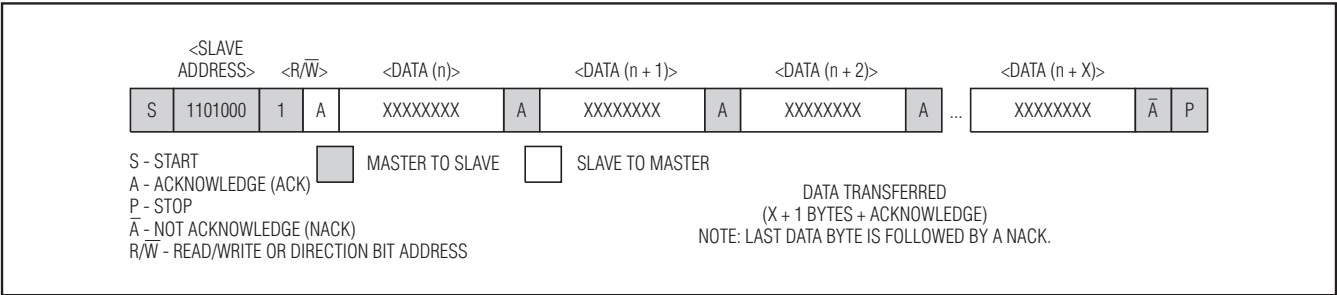 <SLAVE
ADDRESS> <R/W̅> <DATA (n)> <DATA (n + 1)> <DATA (n + 2)> <DATA (n + X)>
S 1101000 1 A XXXXXXXX A XXXXXXXX A XXXXXXXX A ... XXXXXXXX A̅ P
S - START
A - ACKNOWLEDGE (ACK)
P - STOP
A̅ - NOT ACKNOWLEDGE (NACK)
R/W̅ - READ/WRITE OR DIRECTION BIT ADDRESS
MASTER TO SLAVE SLAVE TO MASTER
DATA TRANSFERRED
(X + 1 BYTES + ACKNOWLEDGE)
NOTE: LAST DATA BYTE IS FOLLOWED BY A NACK.